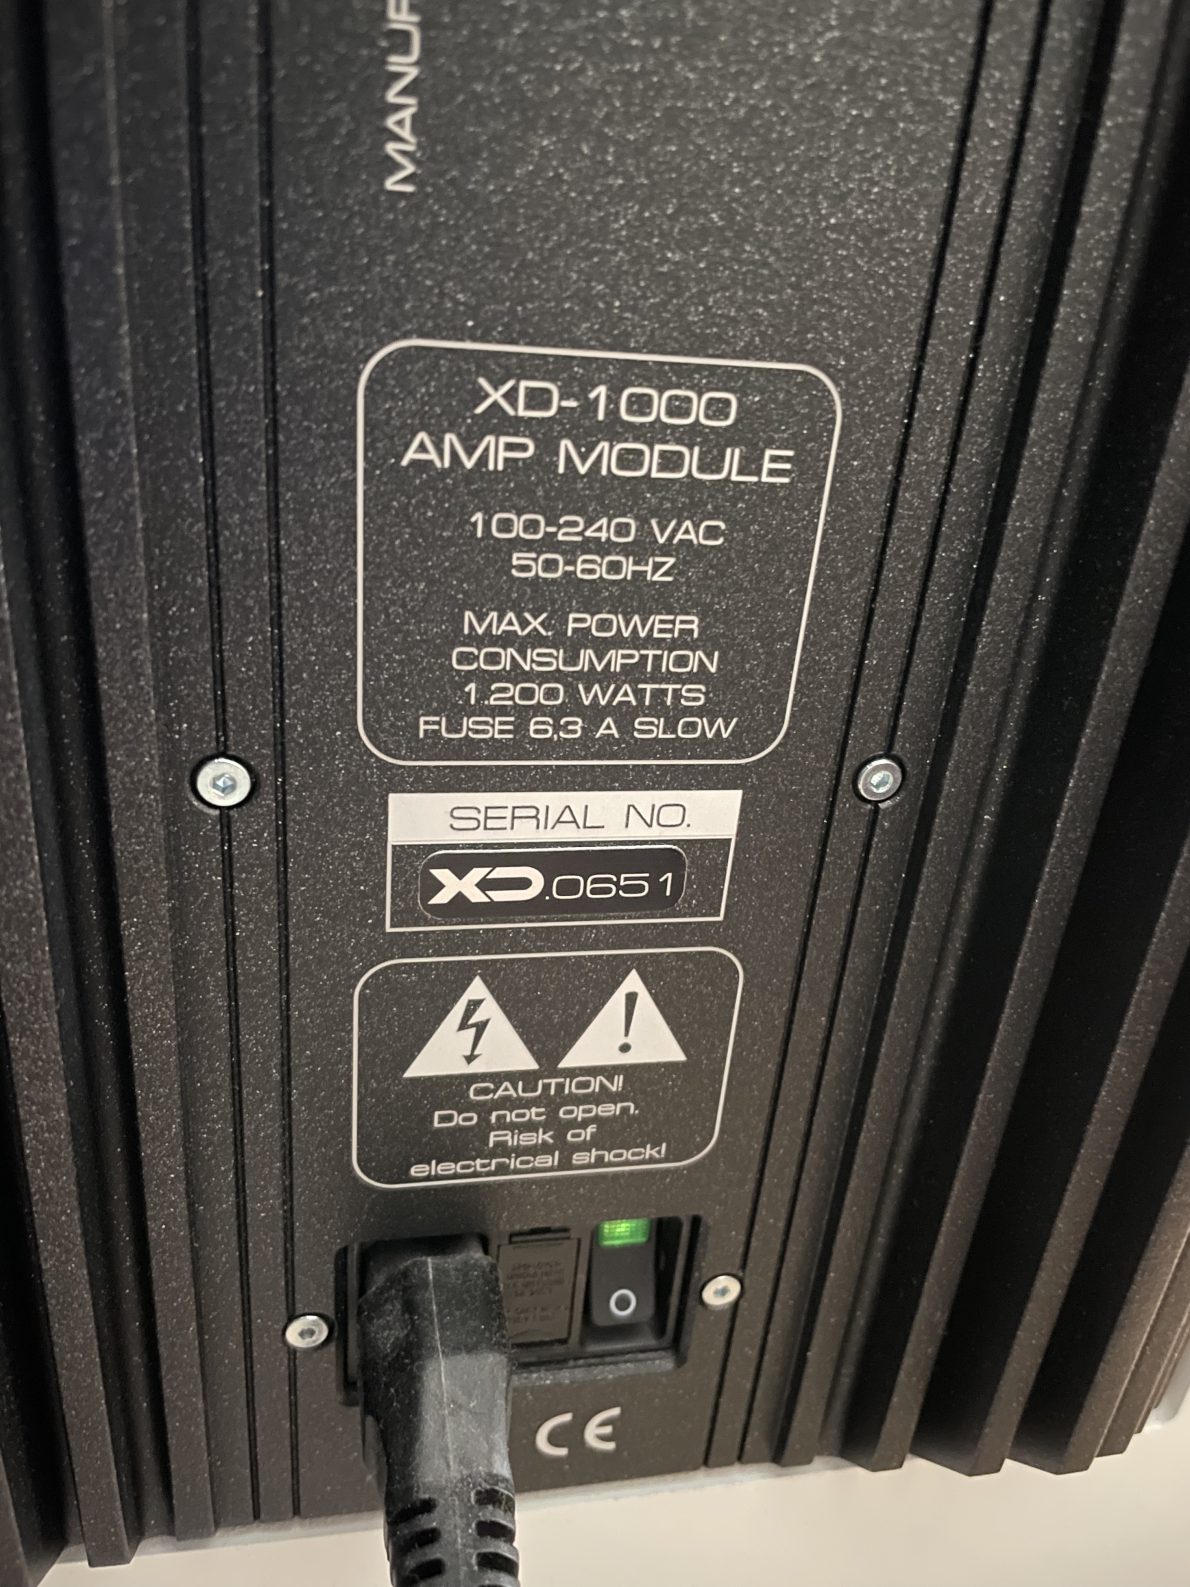 MANUF
XD-1000
AMP MODULE
100-240 VAC
50-60HZ
MAX. POWER
CONSUMPTION
1.200 WATTS
FUSE 6,3 A SLOW
SERIAL NO.
XD.0651
CAUTION!
Do not open.
Risk of
electrical shock!
CE